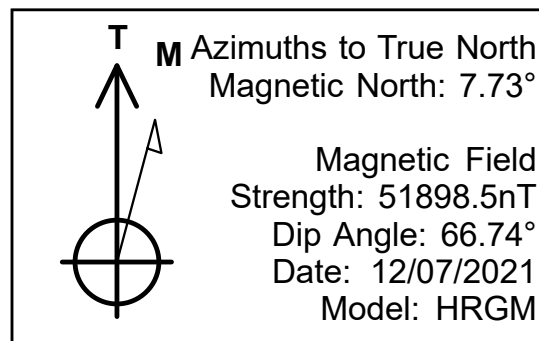 T
M
Azimuths to True North
Magnetic North: 7.73°
Magnetic Field
Strength: 51898.5nT
Dip Angle: 66.74°
Date: 12/07/2021
Model: HRGM